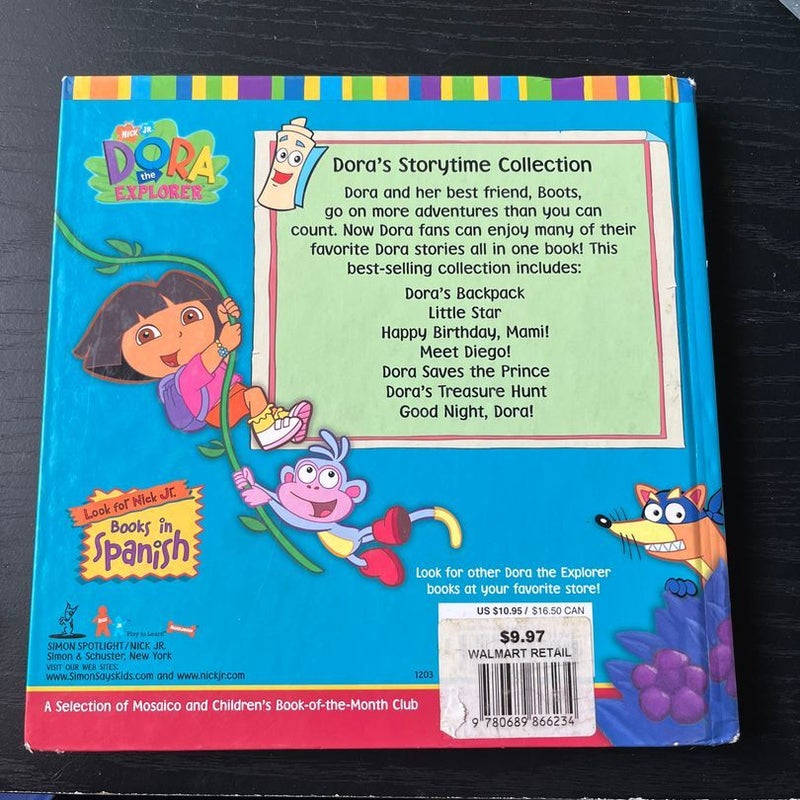 NICK JR.
DORA
the
EXPLORER
Dora's Storytime Collection
Dora and her best friend, Boots,
go on more adventures than you can
count. Now Dora fans can enjoy many of their
favorite Dora stories all in one book! This
best-selling collection includes:
Dora's Backpack
Little Star
Happy Birthday, Mami!
Meet Diego!
Dora Saves the Prince
Dora's Treasure Hunt
Good Night, Dora!
Look for Nick Jr.
Books in
Spanish
Look for other Dora the Explorer
books at your favorite store!
Play to Learn
SIMON SPOTLIGHT/NICK JR.
Simon & Schuster, New York
VISIT OUR WEB SITES:
www.SimonSaysKids.com and www.nickjr.com
1203
US $10.95 / $16.50 CAN
$9.97
WALMART RETAIL
9 780689 866234
A Selection of Mosaico and Children's Book-of-the-Month Club